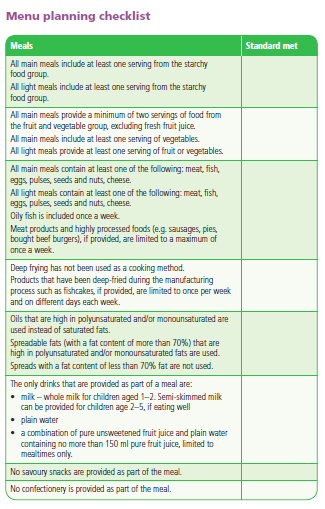 Menu planning checklist
Meals
Standard met
All main meals include at least one serving from the starchy
food group.
All light meals include at least one serving from the starchy
food group.
All main meals provide a minimum of two servings of food from
the fruit and vegetable group, excluding fresh fruit juice.
All main meals include at least one serving of vegetables.
All light meals provide at least one serving of fruit or vegetables.
All main meals contain at least one of the following: meat, fish,
eggs, pulses, seeds and nuts, cheese.
All light meals contain at least one of the following: meat, fish,
eggs, pulses, seeds and nuts, cheese.
Oily fish is included once a week.
Meat products and highly processed foods (e.g. sausages, pies,
bought beef burgers), if provided, are limited to a maximum of
once a week.
Deep frying has not been used as a cooking method.
Products that have been deep-fried during the manufacturing
process such as fishcakes, if provided, are limited to once per week
and on different days each week.
Oils that are high in polyunsaturated and/or monounsaturated are
used instead of saturated fats.
Spreadable fats (with a fat content of more than 70%) that are
high in polyunsaturated and/or monounsaturated fats are used.
Spreads with a fat content of less than 70% fat are not used.
The only drinks that are provided as part of a meal are:
• milk – whole milk for children aged 1–2. Semi-skimmed milk
can be provided for children age 2–5, if eating well
• plain water
• a combination of pure unsweetened fruit juice and plain water
containing no more than 150 ml pure fruit juice, limited to
mealtimes only.
No savoury snacks are provided as part of the meal.
No confectionery is provided as part of the meal.